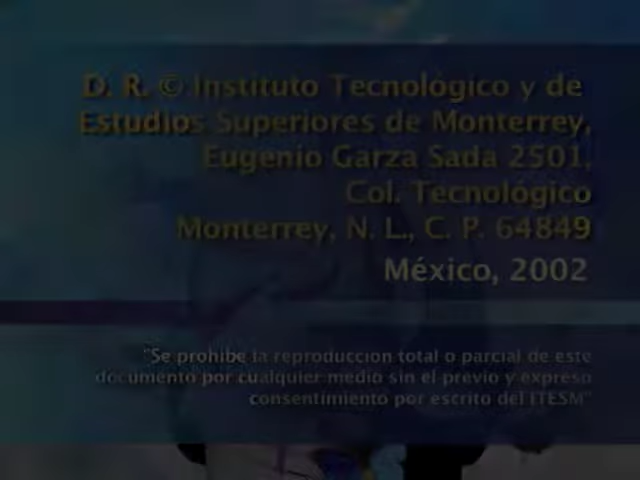 D. R. © Instituto Tecnológico y de
Estudios Superiores de Monterrey,
Eugenio Garza Sada 2501,
Col. Tecnológico
Monterrey, N. L., C. P. 64849
México, 2002
"Se prohibe la reproducción total o parcial de este
documento por cualquier medio sin el previo y expreso
consentimiento por escrito del ITESM"